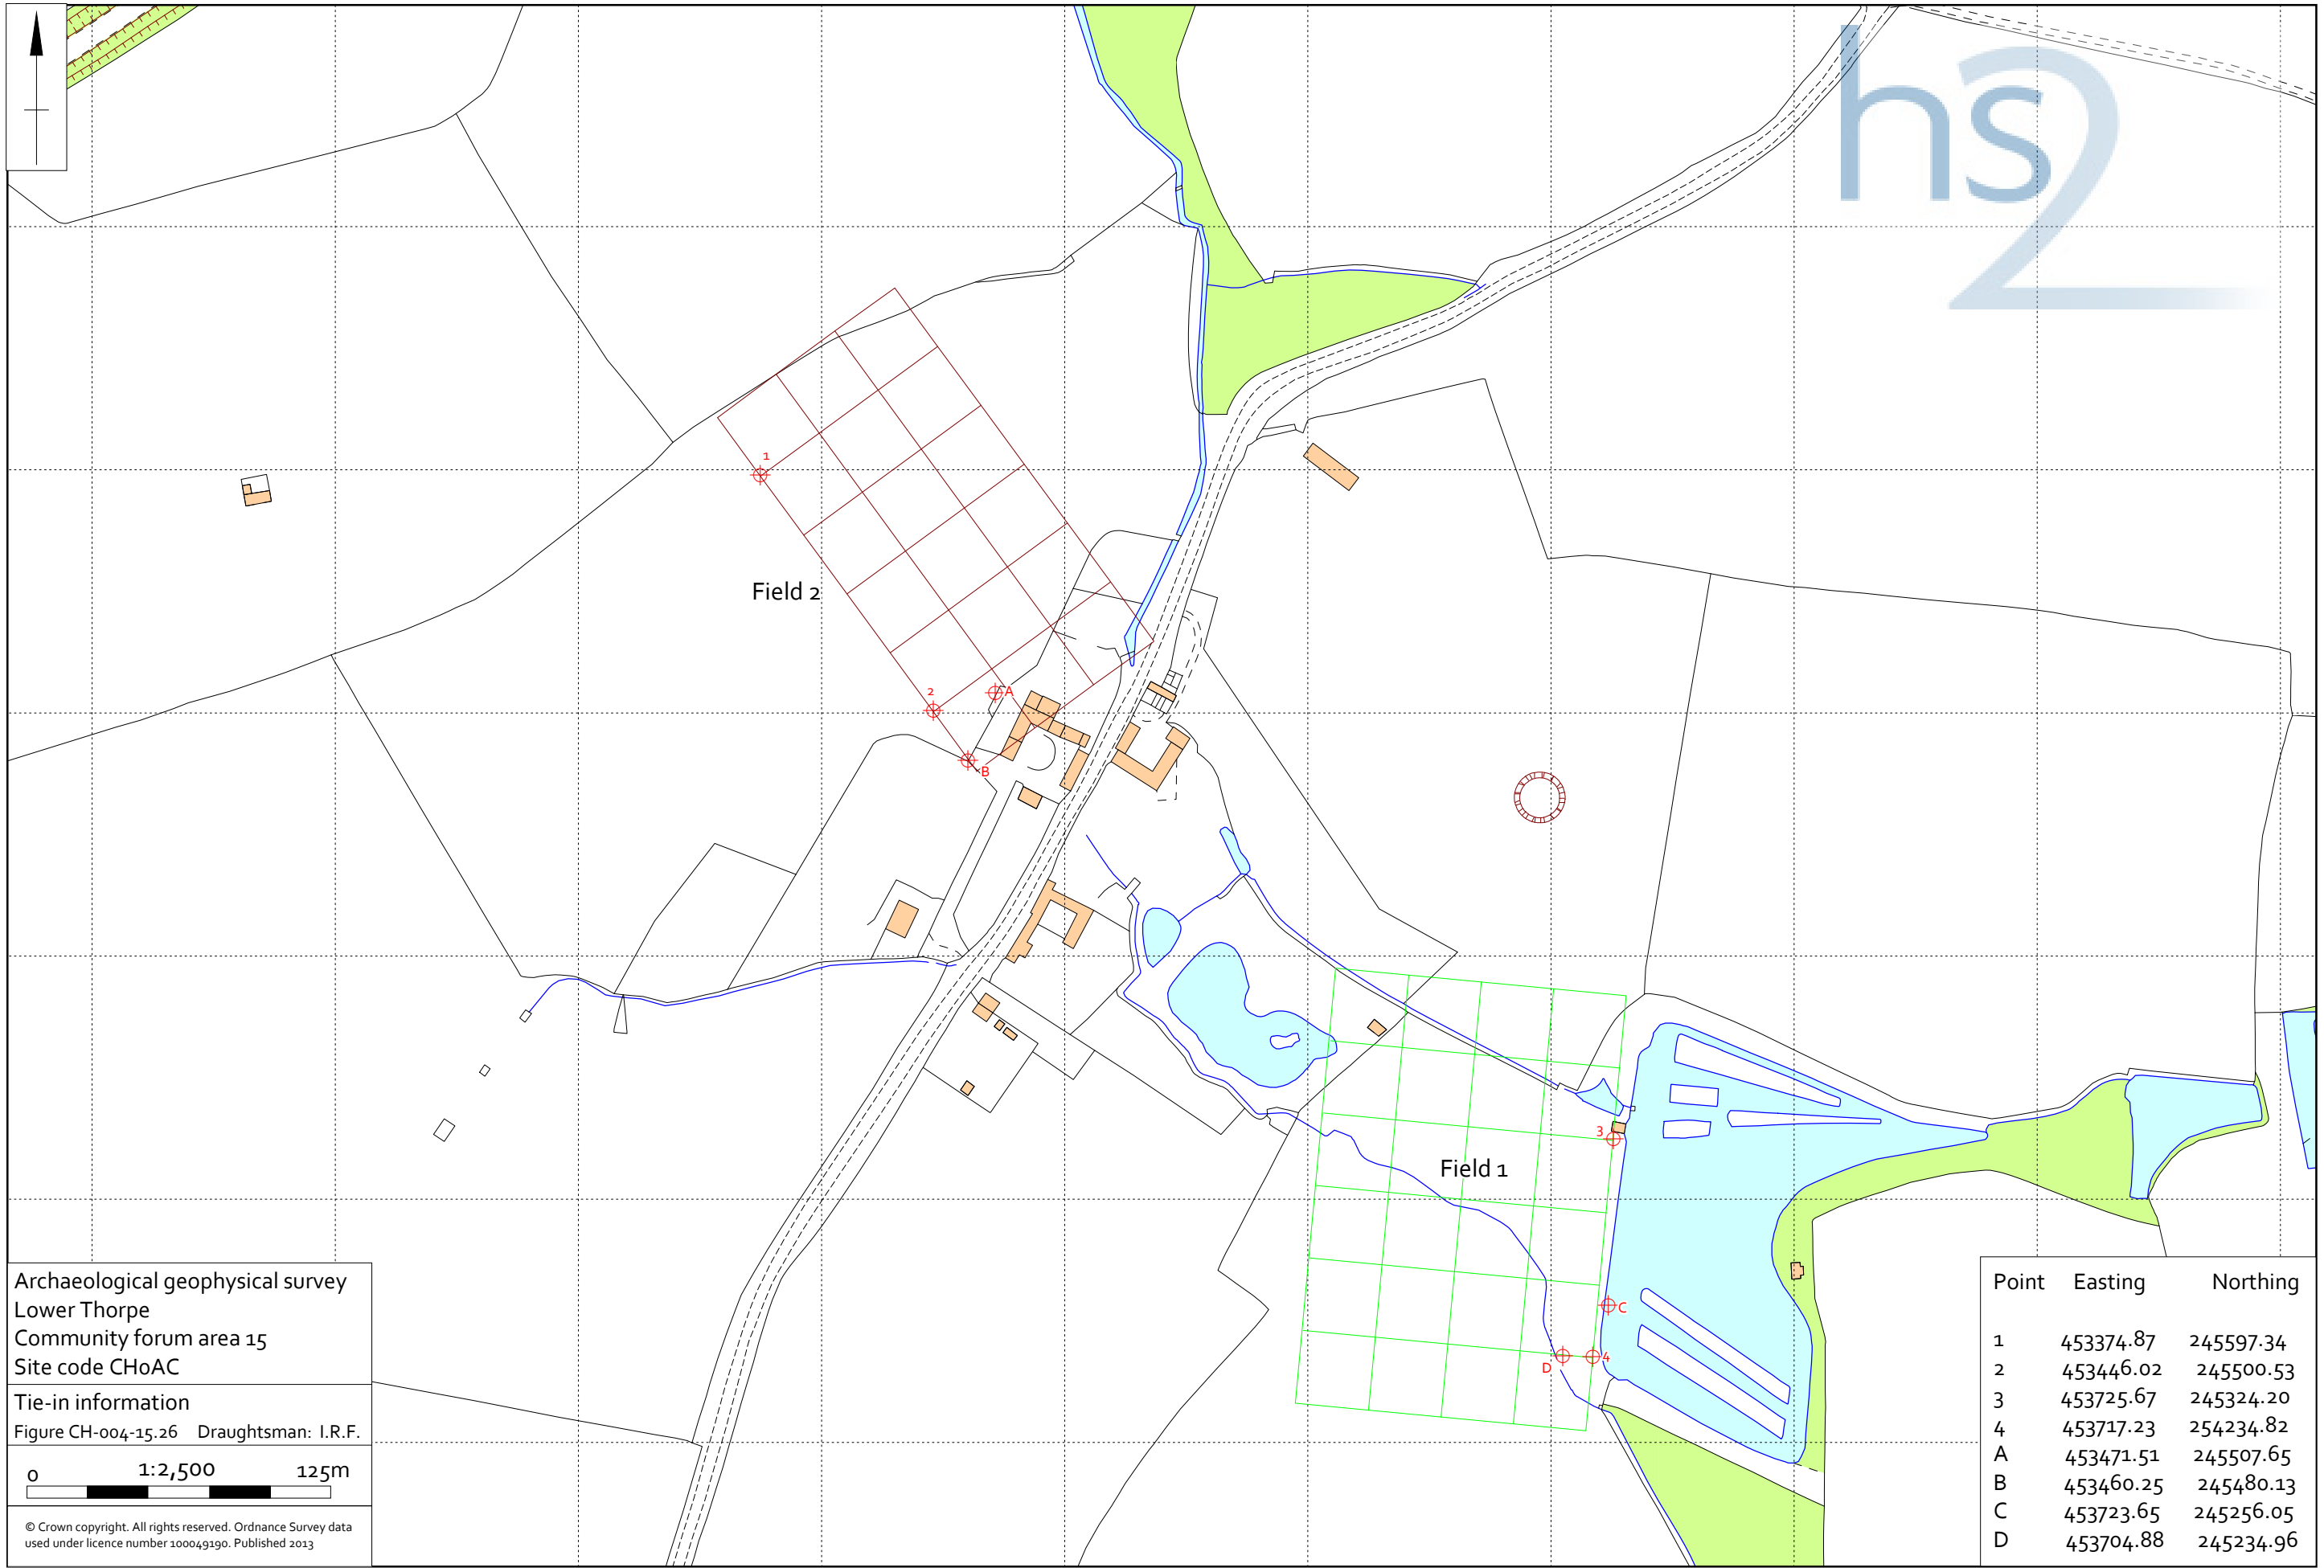 hs2
1
Field 2
2
A
B
3
Field 1
C
D
4
Archaeological geophysical survey
Lower Thorpe
Community forum area 15
Site code CH0AC
Tie-in information
Figure CH-004-15.26 Draughtsman: I.R.F.
0 1:2,500 125m
© Crown copyright. All rights reserved. Ordnance Survey data
used under licence number 100049190. Published 2013
Point Easting Northing
1 453374.87 245597.34
2 453446.02 245500.53
3 453725.67 245324.20
4 453717.23 254234.82
A 453471.51 245507.65
B 453460.25 245480.13
C 453723.65 245256.05
D 453704.88 245234.96